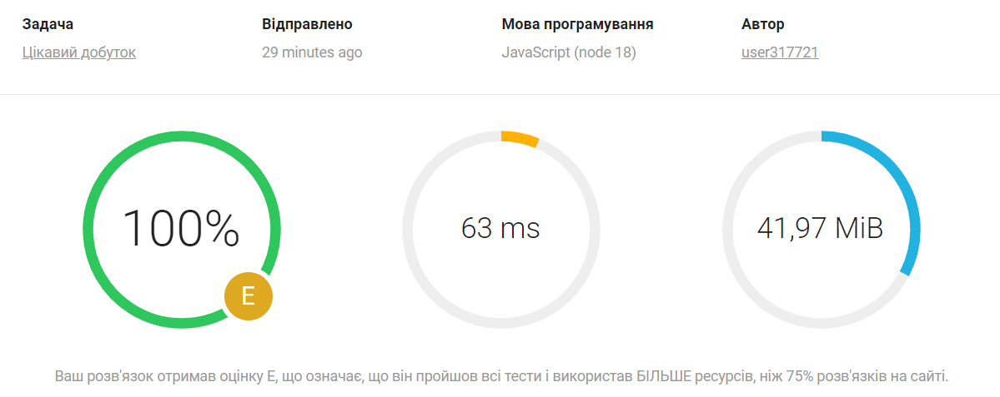 Задача Відправлено Мова програмування Автор
Цікавий добуток 29 minutes ago JavaScript (node 18) user317721
100% 63 ms 41,97 MiB
E
Ваш розв'язок отримав оцінку E, що означає, що він пройшов всі тести і використав БІЛЬШЕ ресурсів, ніж 75% розв'язків на сайті.